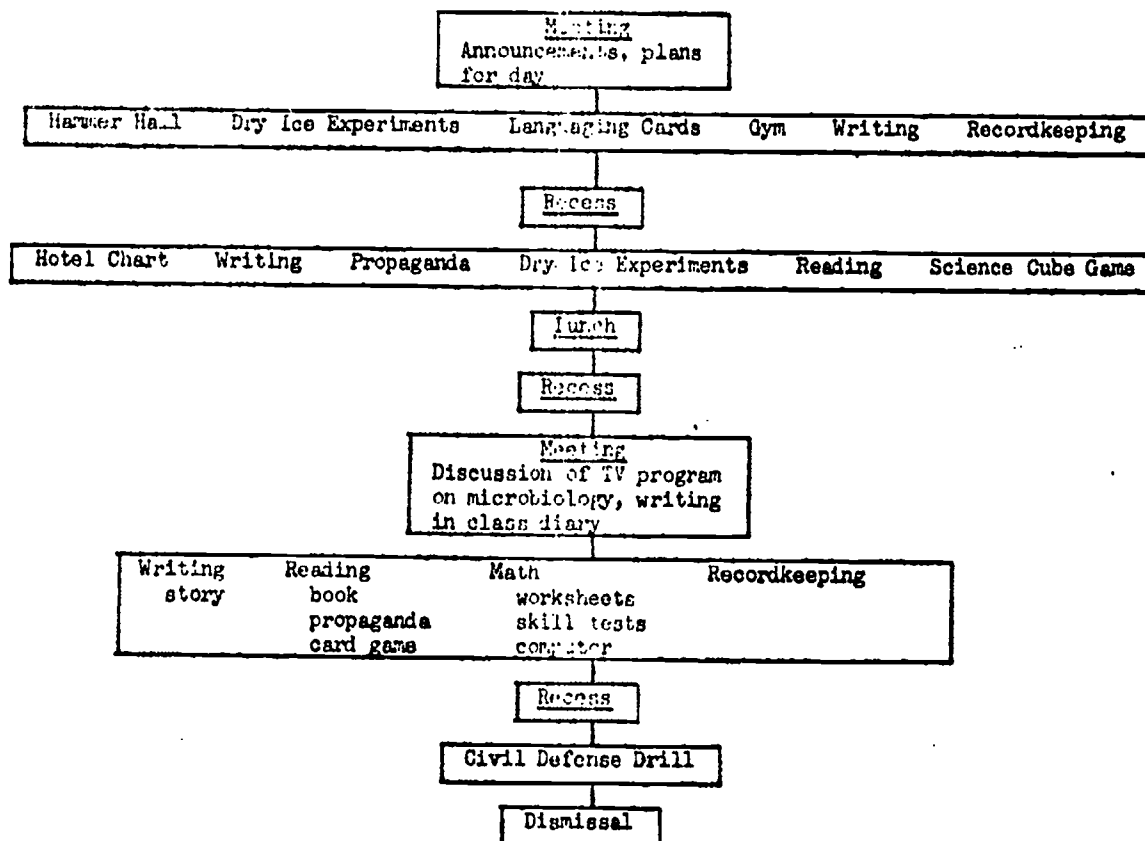 Meeting
Announcements, plans
for day
Hammer Hall Dry Ice Experiments Languaging Cards Gym Writing Recordkeeping
Recess
Hotel Chart Writing Propaganda Dry Ice Experiments Reading Science Cube Game
Lunch
Recess
Meeting
Discussion of TV program
on microbiology, writing
in class diary
Writing Reading Math Recordkeeping
story book worksheets
propaganda skill tests
card game computer
Recess
Civil Defense Drill
Dismissal